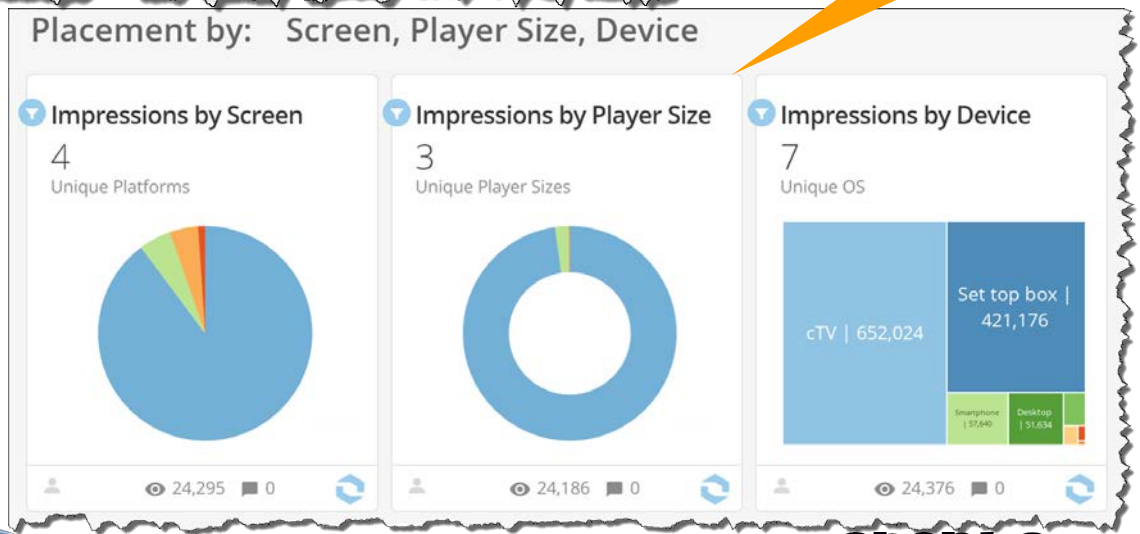 Placement by: Screen, Player Size, Device
Impressions by Screen
4
Unique Platforms
24,295 0
Impressions by Player Size
3
Unique Player Sizes
24,186 0
Impressions by Device
7
Unique OS
cTV | 652,024
Set top box |
421,176
Smartphone
| 57,640
Desktop
| 51,634
24,376 0